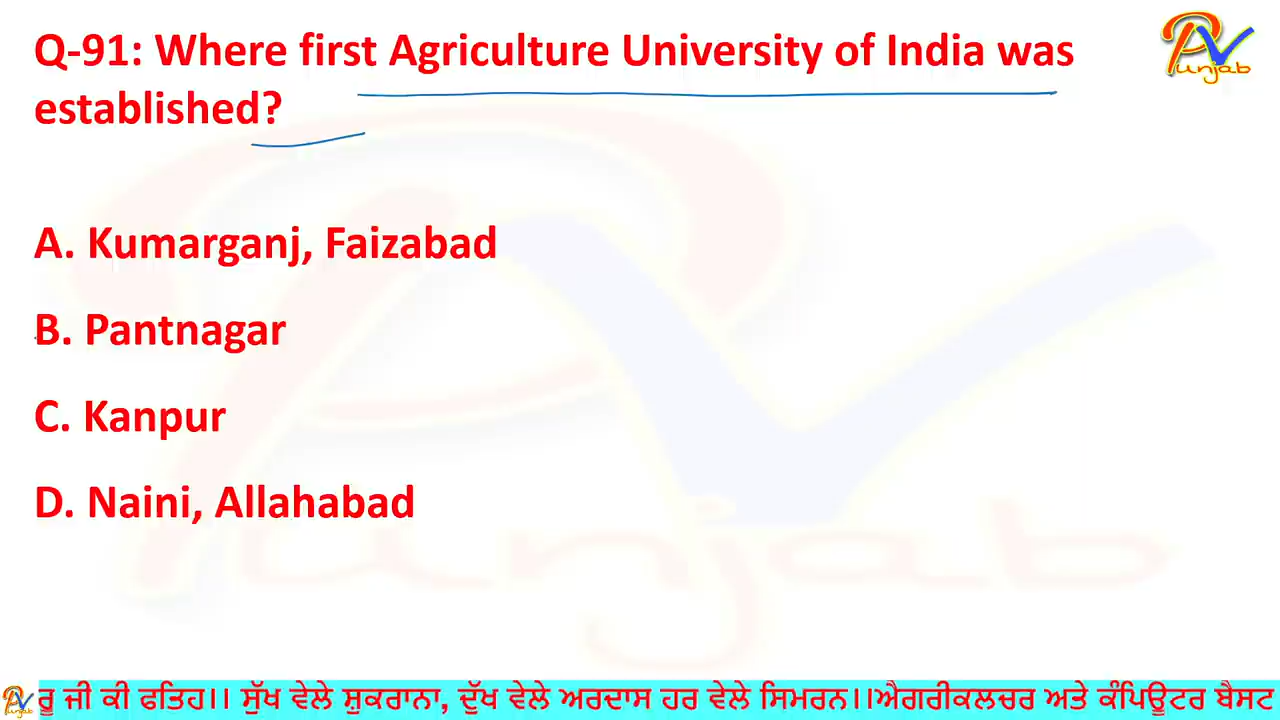 Q-91: Where first Agriculture University of India was
established?
A. Kumarganj, Faizabad
B. Pantnagar
C. Kanpur
D. Naini, Allahabad
Punjab
ਰੂ ਜੀ ਕੀ ਫਤਿਹ।। ਸੁੱਖ ਵੇਲੇ ਸ਼ੁਕਰਾਨਾ, ਦੁੱਖ ਵੇਲੇ ਅਰਦਾਸ ਹਰ ਵੇਲੇ ਸਿਮਰਨ।।ਐਗਰੀਕਲਚਰ ਅਤੇ ਕੰਪਿਊਟਰ ਬੈਸਟ